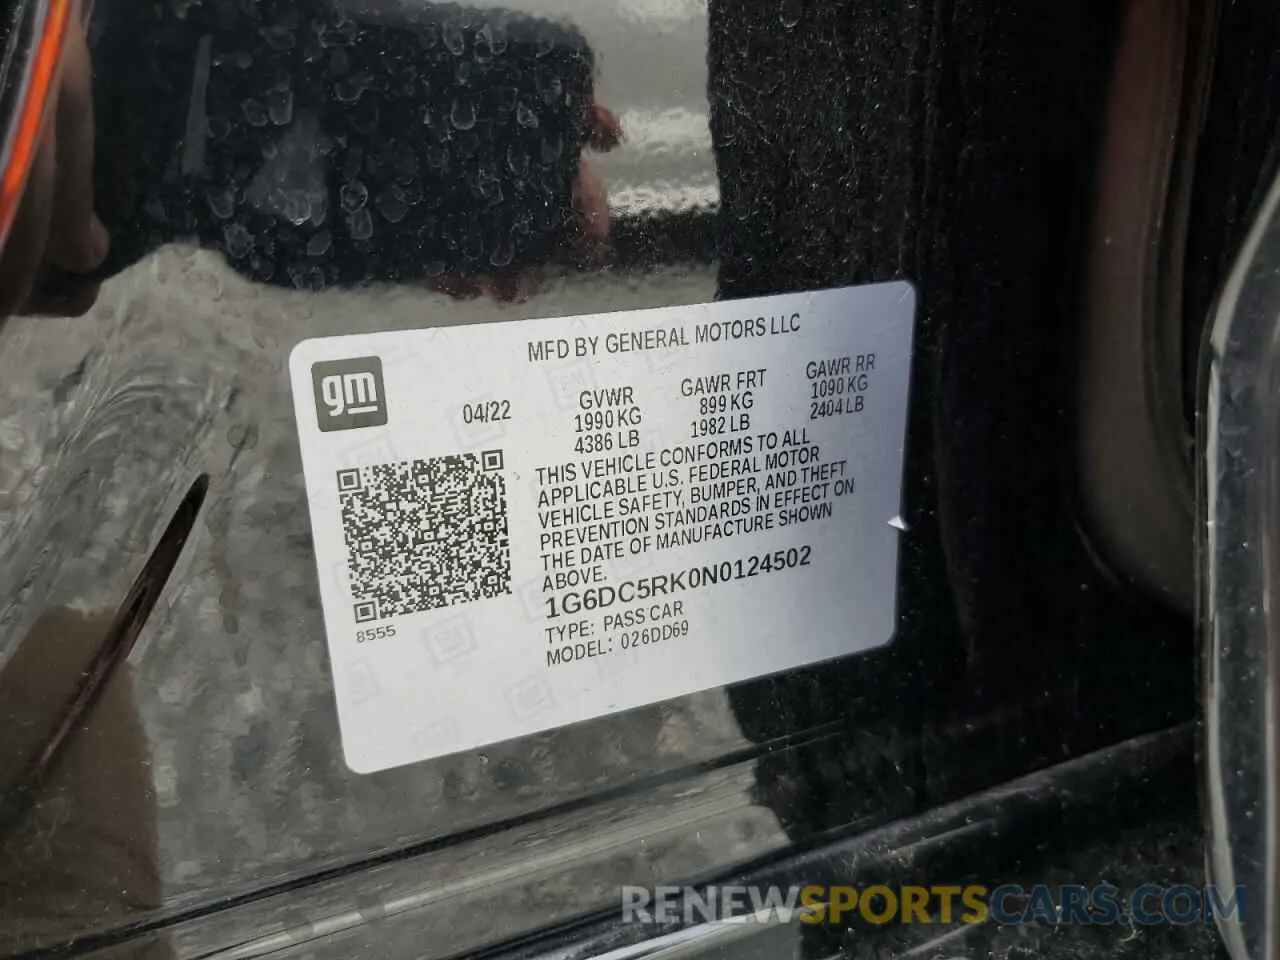 MFD BY GENERAL MOTORS LLC
gm
04/22
GVWR
1990 KG
4386 LB
GAWR FRT
899 KG
1982 LB
GAWR RR
1090 KG
2404 LB
THIS VEHICLE CONFORMS TO ALL
APPLICABLE U.S. FEDERAL MOTOR
VEHICLE SAFETY, BUMPER, AND THEFT
PREVENTION STANDARDS IN EFFECT ON
THE DATE OF MANUFACTURE SHOWN
ABOVE.
1G6DC5RK0N0124502
TYPE: PASS CAR
MODEL: 026DD69
8555
RENEWSPORTSCARS.COM